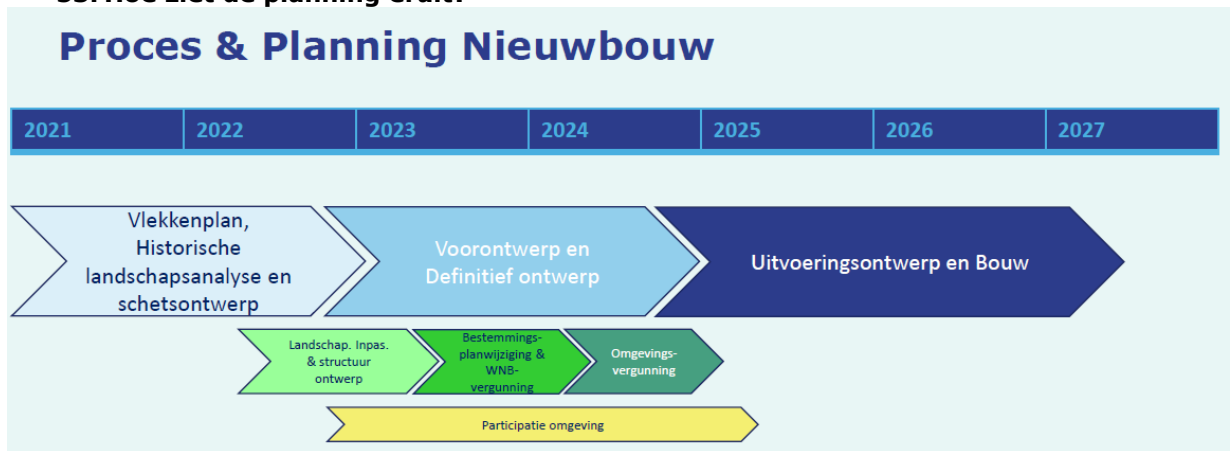 Proces & Planning Nieuwbouw
2021 2022 2023 2024 2025 2026 2027
Vlekkenplan,
Historische
landschapsanalyse en
schetsontwerp
Voorontwerp en
Definitief ontwerp
Uitvoeringsontwerp en Bouw
Landschap. Inpas.
& structuur
ontwerp
Bestemmings-
planwijziging &
WNB-
vergunning
Omgevings-
vergunning
Participatie omgeving